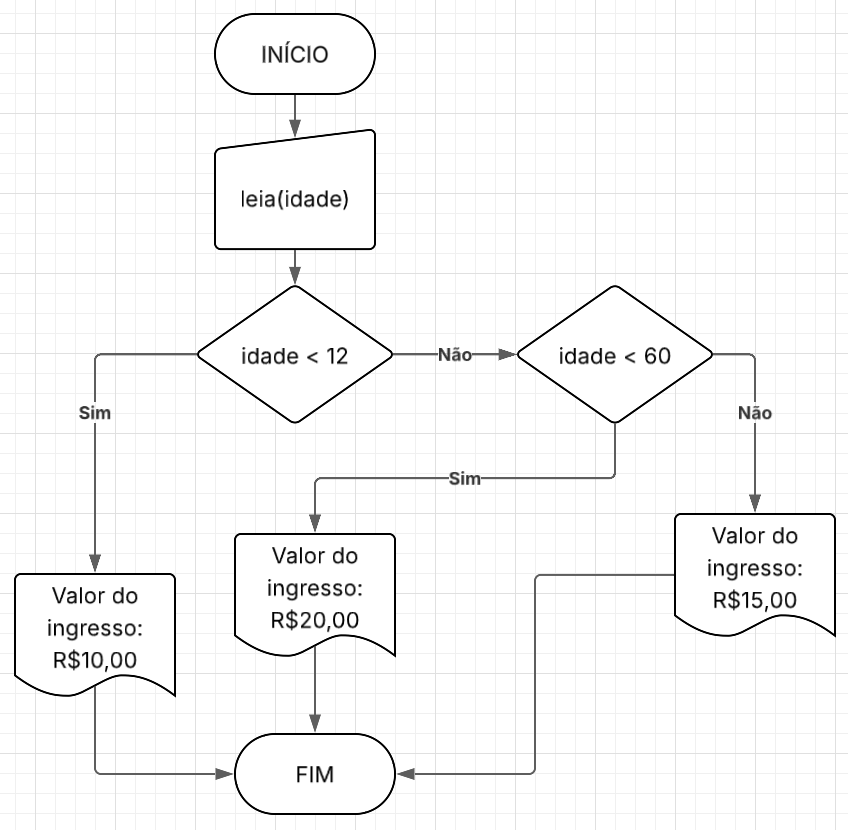 INÍCIO
leia(idade)
idade < 12
Não
idade < 60
Sim
Não
Sim
Valor do
ingresso:
R$10,00
Valor do
ingresso:
R$20,00
Valor do
ingresso:
R$15,00
FIM